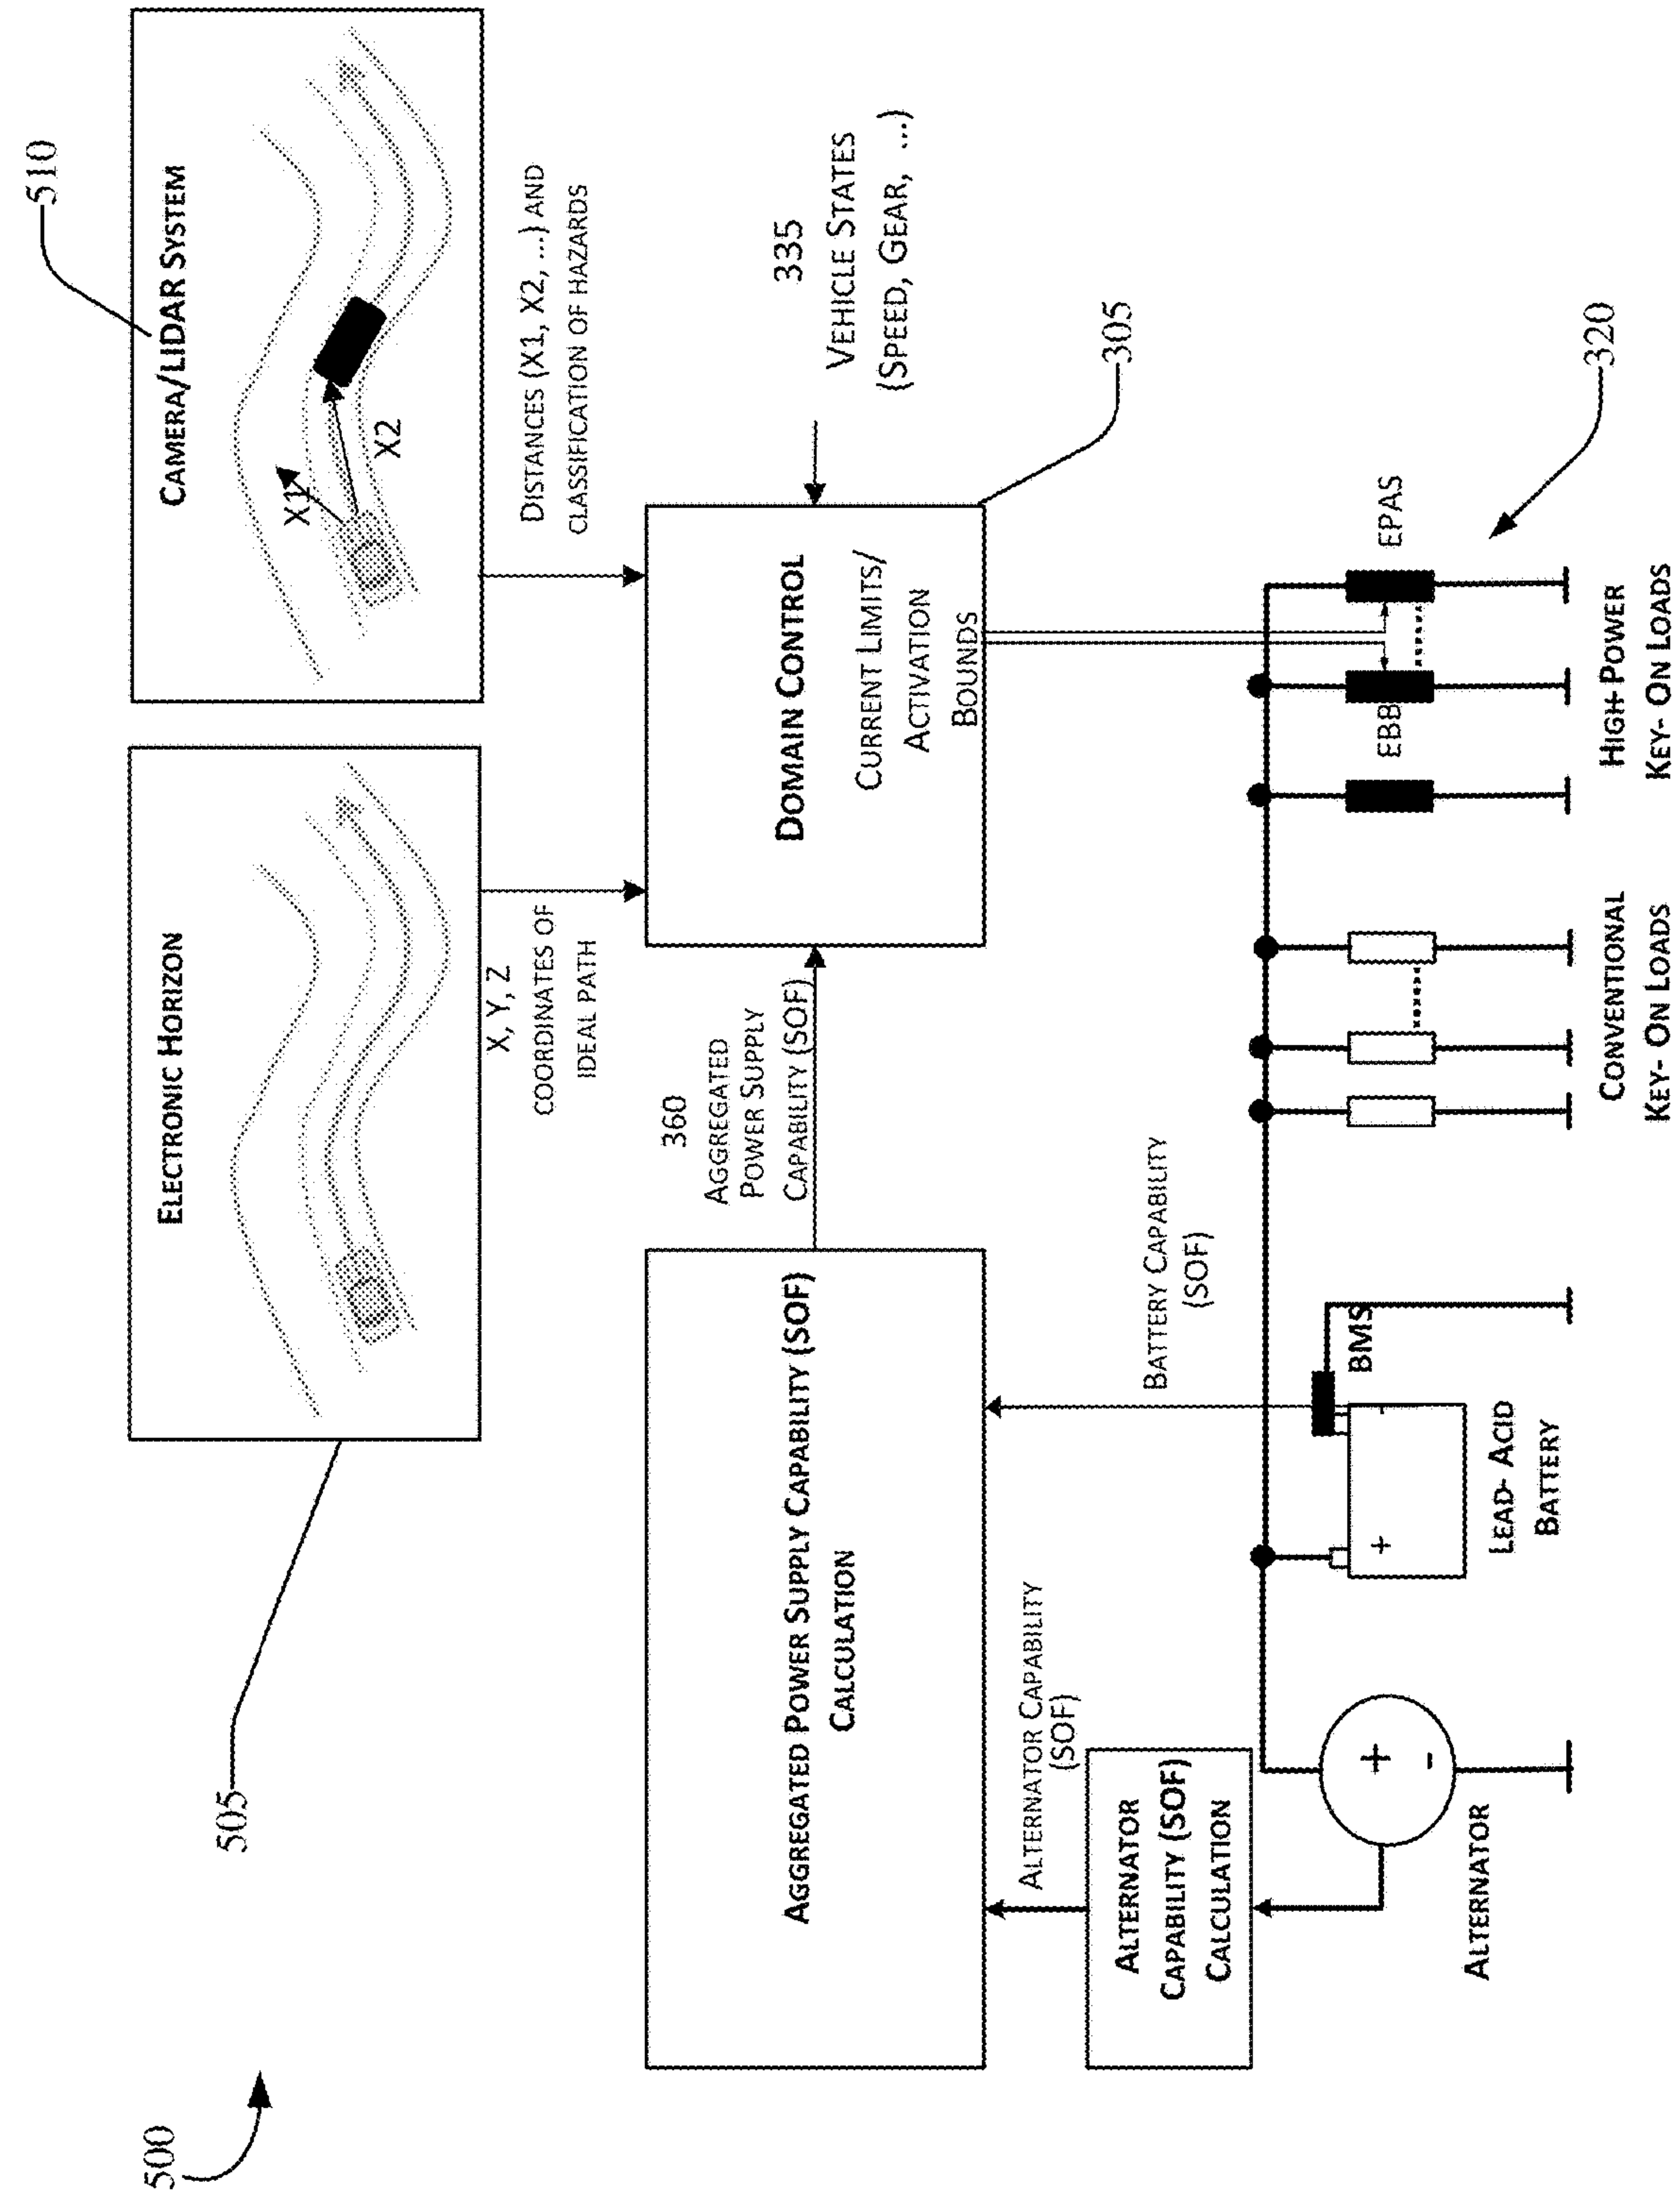 500
505
510
ELECTRONIC HORIZON
CAMERA/LIDAR SYSTEM
X1
X2
X, Y, Z
COORDINATES OF
IDEAL PATH
DISTANCES (X1, X2, ...) AND
CLASSIFICATION OF HAZARDS
AGGREGATED POWER SUPPLY CAPABILITY (SOF)
CALCULATION
360
AGGREGATED
POWER SUPPLY
CAPABILITY (SOF)
DOMAIN CONTROL
CURRENT LIMITS/
ACTIVATION
BOUNDS
335
VEHICLE STATES
(SPEED, GEAR, ...)
305
ALTERNATOR CAPABILITY
(SOF)
BATTERY CAPABILITY
(SOF)
ALTERNATOR
CAPABILITY (SOF)
CALCULATION
+
-
ALTERNATOR
+
-
BMS
LEAD- ACID
BATTERY
CONVENTIONAL
KEY- ON LOADS
EBB
EPAS
HIGH-POWER
KEY- ON LOADS
320